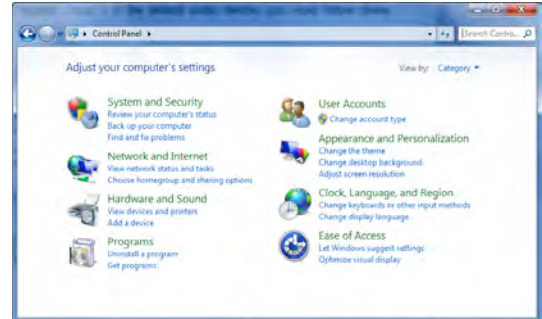 Control Panel
Search Contro...
Adjust your computer's settings
View by: Category
System and Security
Review your computer's status
Back up your computer
Find and fix problems
Network and Internet
View network status and tasks
Choose homegroup and sharing options
Hardware and Sound
View devices and printers
Add a device
Programs
Uninstall a program
Get programs
User Accounts
Change account type
Appearance and Personalization
Change the theme
Change desktop background
Adjust screen resolution
Clock, Language, and Region
Change keyboards or other input methods
Change display language
Ease of Access
Let Windows suggest settings
Optimize visual display